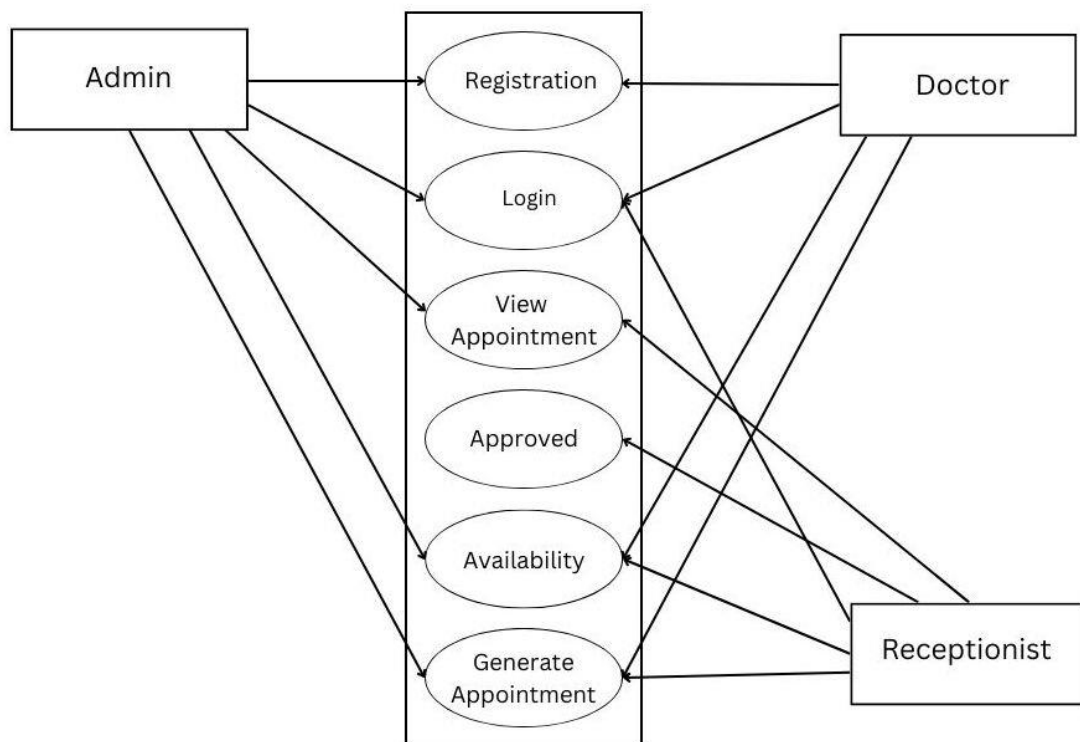 Admin
Registration
Doctor
Login
View
Appointment
Approved
Availability
Generate
Appointment
Receptionist